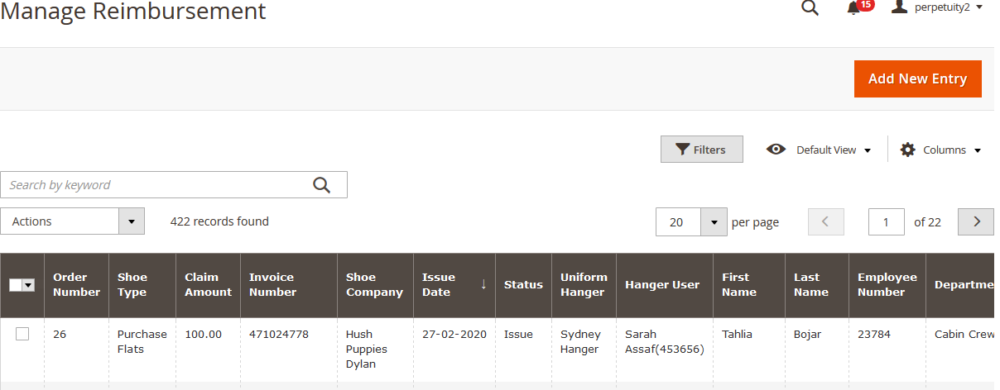 Manage Reimbursement
15
perpetuity2
Add New Entry
Filters
Default View
Columns
Search by keyword
Actions
422 records found
20
per page
1
of 22
Order Number
Shoe Type
Claim Amount
Invoice Number
Shoe Company
Issue Date ↓
Status
Uniform Hanger
Hanger User
First Name
Last Name
Employee Number
Departme
26
Purchase Flats
100.00
471024778
Hush Puppies Dylan
27-02-2020
Issue
Sydney Hanger
Sarah Assaf(453656)
Tahlia
Bojar
23784
Cabin Crew